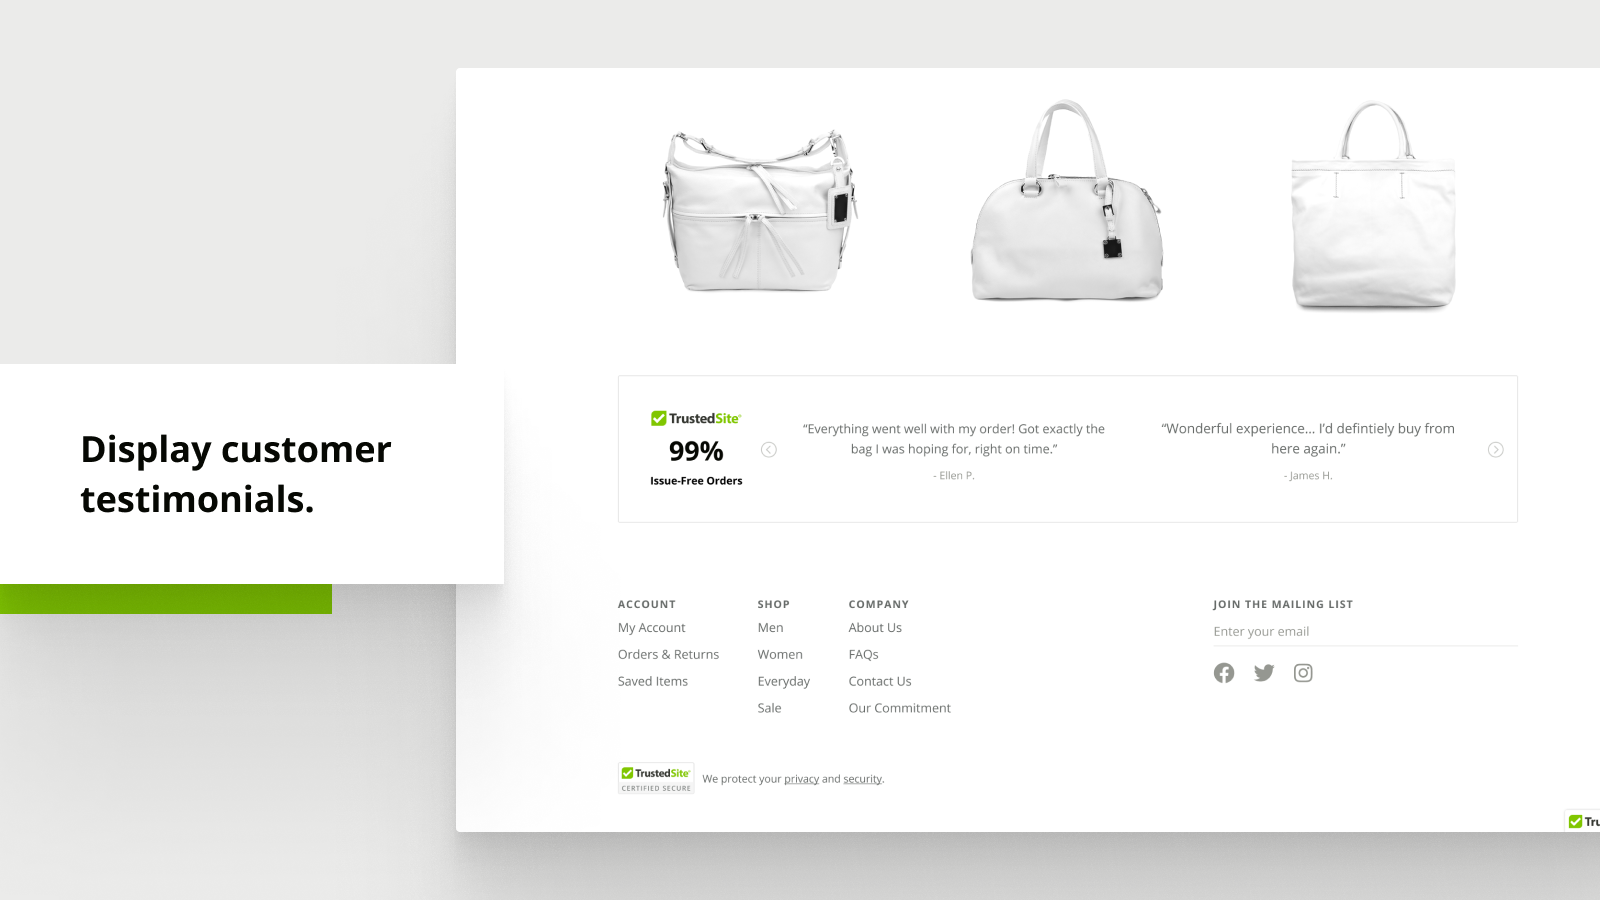 Display customer
testimonials.
TrustedSite
99%
Issue-Free Orders
“Everything went well with my order! Got exactly the
bag I was hoping for, right on time.”
- Ellen P.
“Wonderful experience... I’d defintiely buy from
here again.”
- James H.
ACCOUNT
My Account
Orders & Returns
Saved Items
SHOP
Men
Women
Everyday
Sale
COMPANY
About Us
FAQs
Contact Us
Our Commitment
JOIN THE MAILING LIST
Enter your email
TrustedSite
CERTIFIED SECURE
We protect your privacy and security.
Tru